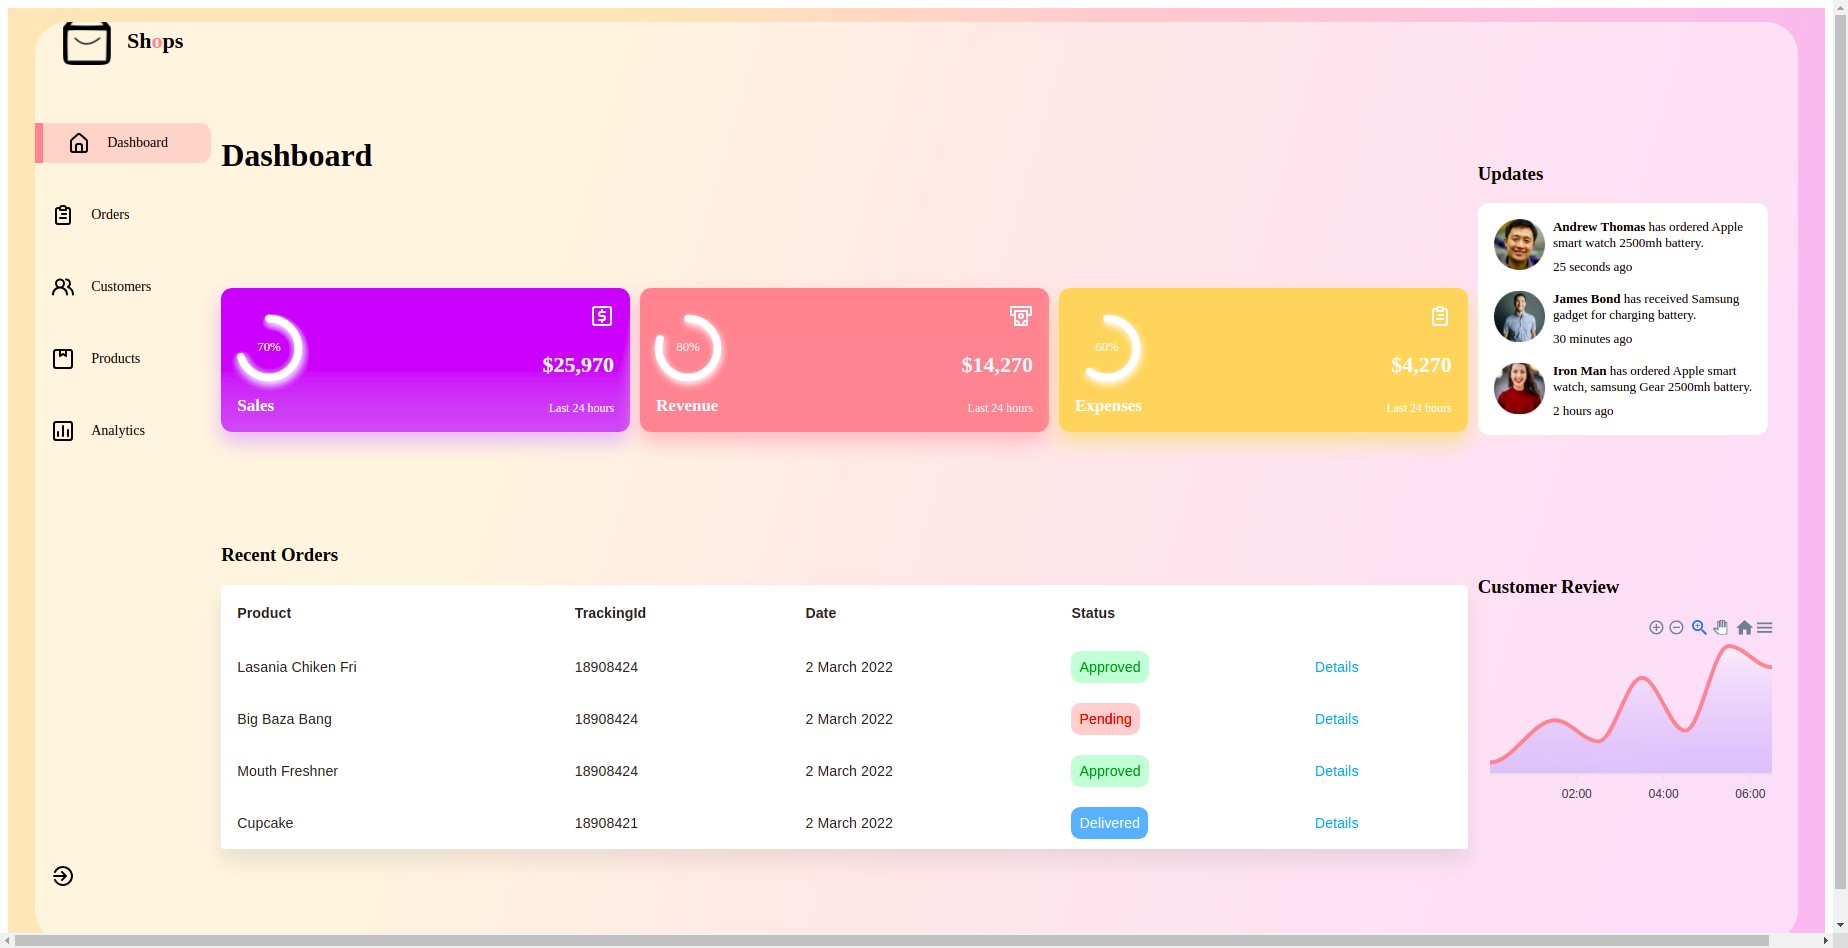 Shops
Dashboard
Orders
Customers
Products
Analytics
Dashboard
70%
$25,970
Sales
Last 24 hours
80%
$14,270
Revenue
Last 24 hours
60%
$4,270
Expenses
Last 24 hours
Recent Orders
Product TrackingId Date Status
Lasania Chiken Fri 18908424 2 March 2022 Approved Details
Big Baza Bang 18908424 2 March 2022 Pending Details
Mouth Freshner 18908424 2 March 2022 Approved Details
Cupcake 18908421 2 March 2022 Delivered Details
Updates
Andrew Thomas has ordered Apple
smart watch 2500mh battery.
25 seconds ago
James Bond has received Samsung
gadget for charging battery.
30 minutes ago
Iron Man has ordered Apple smart
watch, samsung Gear 2500mh battery.
2 hours ago
Customer Review
02:00 04:00 06:00